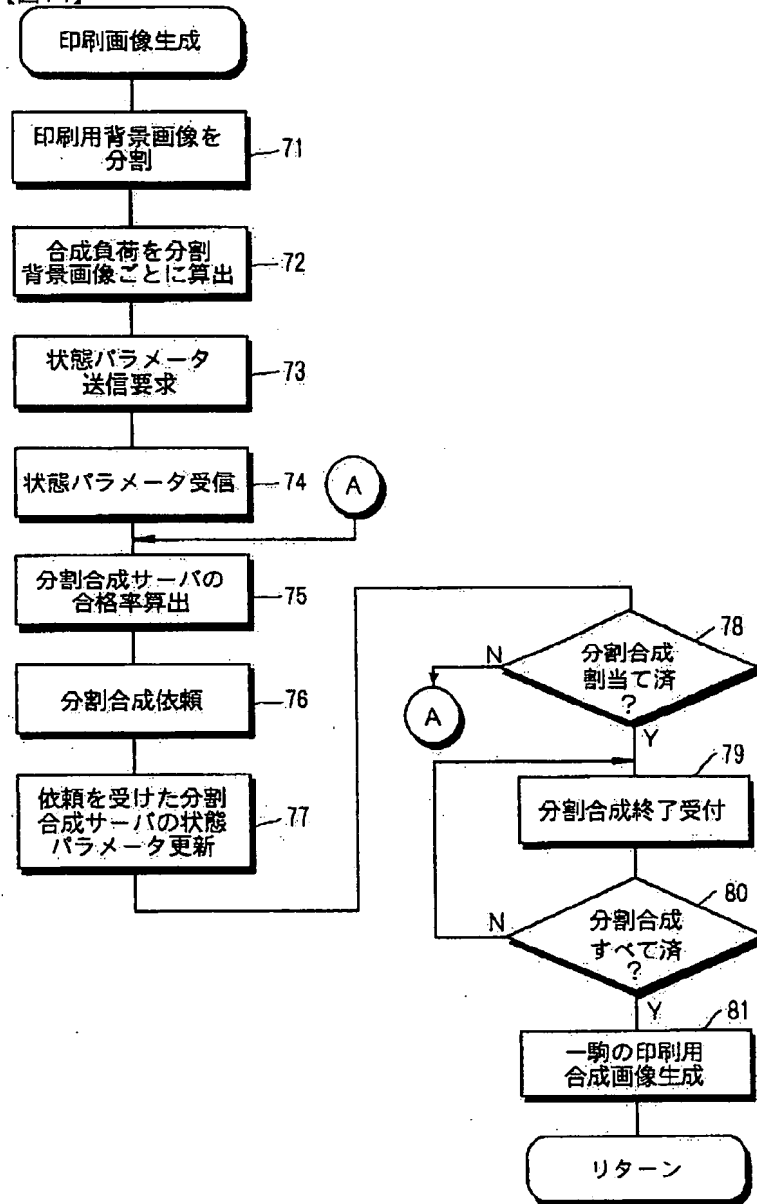 印刷画像生成
印刷用背景画像を
分割
71
合成負荷を分割
背景画像ごとに算出
72
状態パラメータ
送信要求
73
状態パラメータ受信
74
A
分割合成サーバの
合格率算出
75
分割合成依頼
76
依頼を受けた分割
合成サーバの状態
パラメータ更新
77
分割合成
割当て済
?
78
N
A
Y
79
分割合成終了受付
80
分割合成
すべて済
?
N
Y
81
一駒の印刷用
合成画像生成
リターン